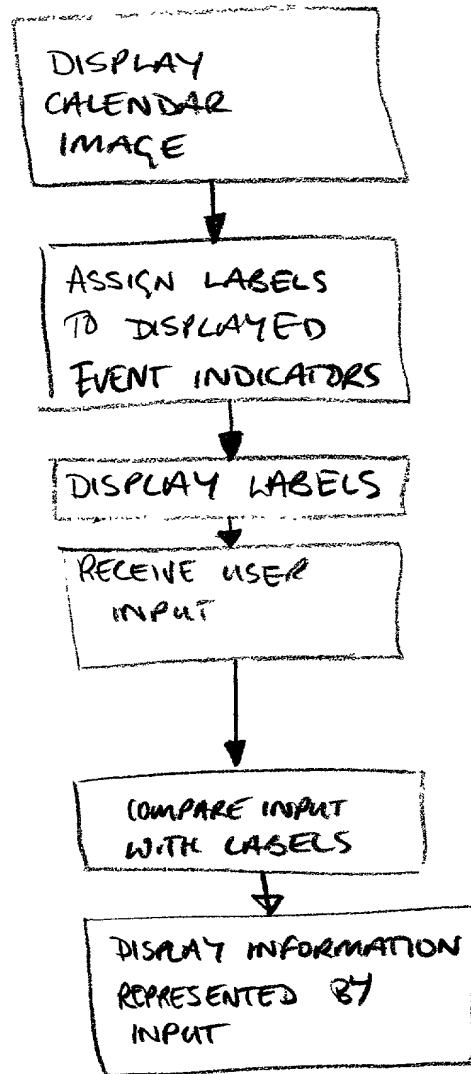 DISPLAY
CALENDAR
IMAGE
ASSIGN LABELS
TO DISPLAYED
EVENT INDICATORS
DISPLAY LABELS
RECEIVE USER
INPUT
COMPARE INPUT
WITH LABELS
DISPLAY INFORMATION
REPRESENTED BY
INPUT